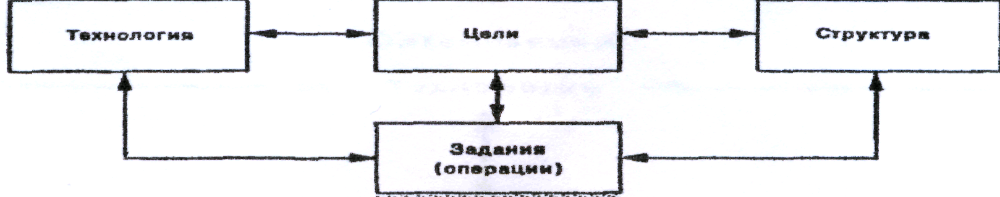 Технология
Цели
Структура
Задания
(операции)